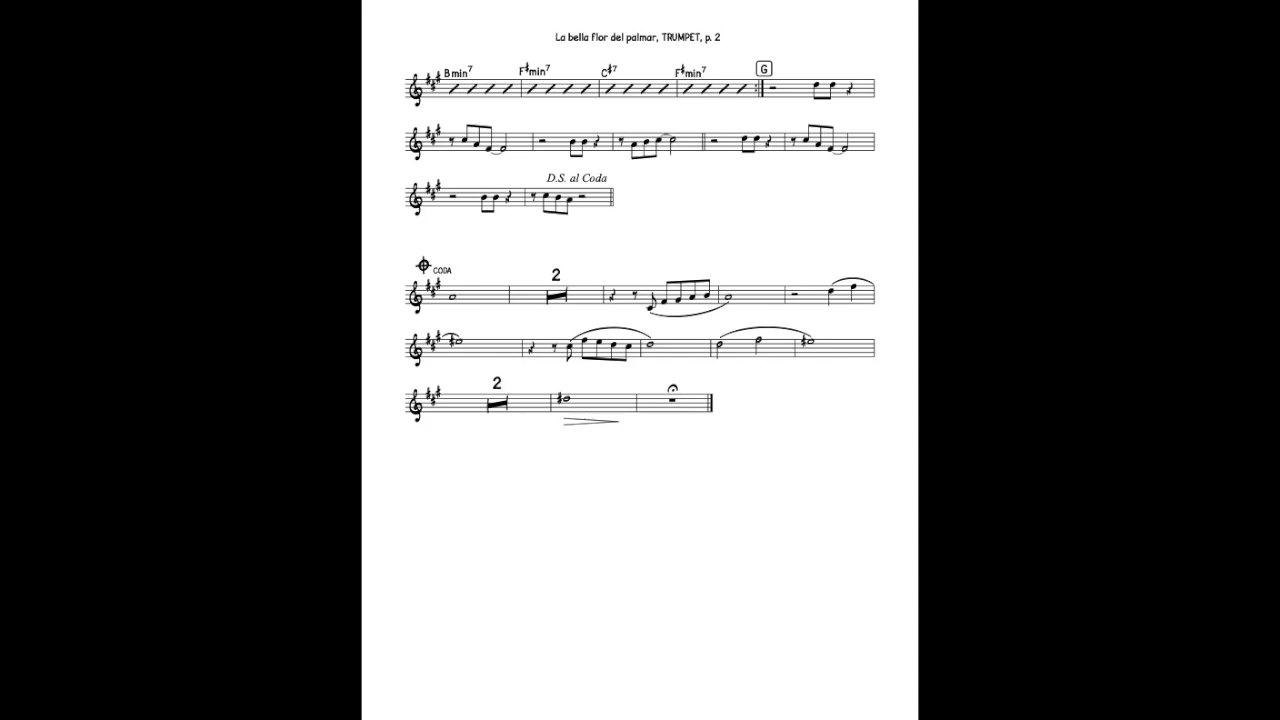 La bella flor del palmar, TRUMPET, p. 2
Bmin7 F#min7 C#7 F#min7 G
D.S. al Coda
CODA
2
2